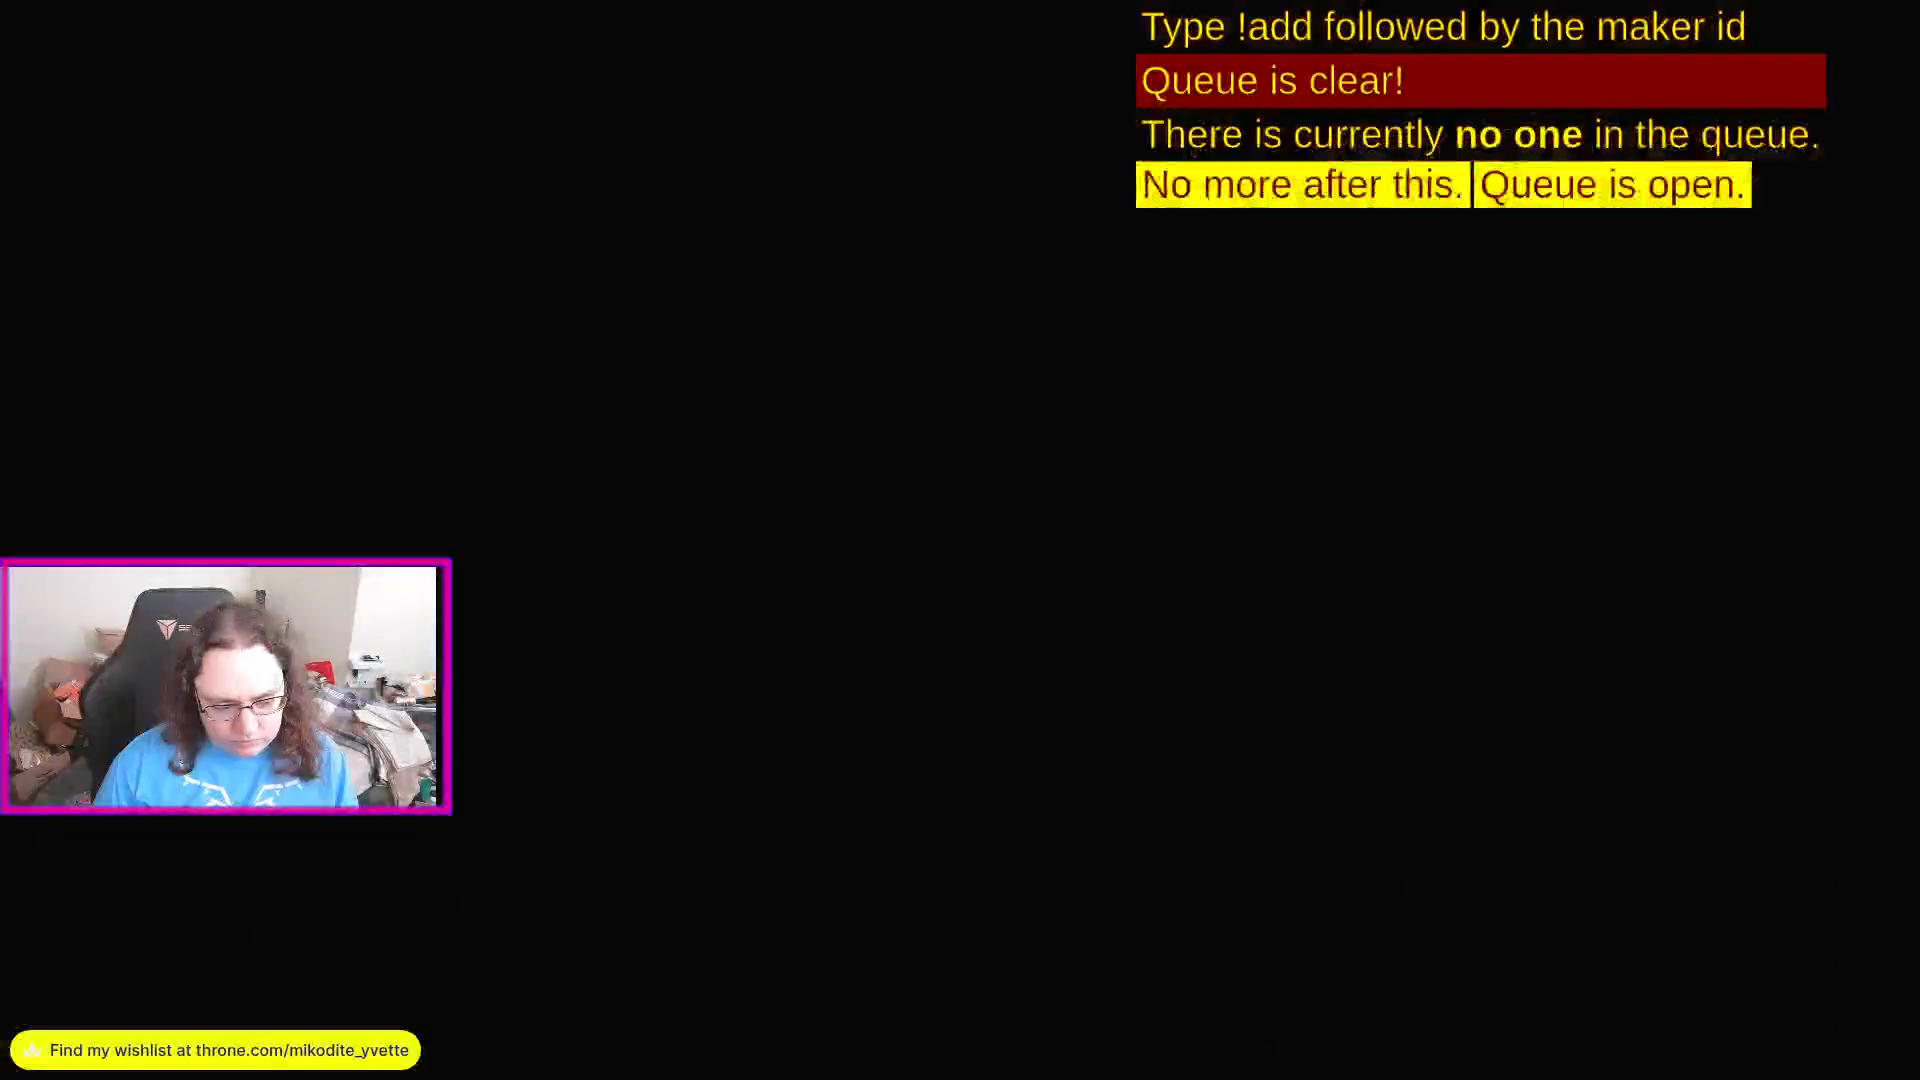 Type !add followed by the maker id
Queue is clear!
There is currently no one in the queue.
No more after this. Queue is open.
Find my wishlist at throne.com/mikodite_yvette